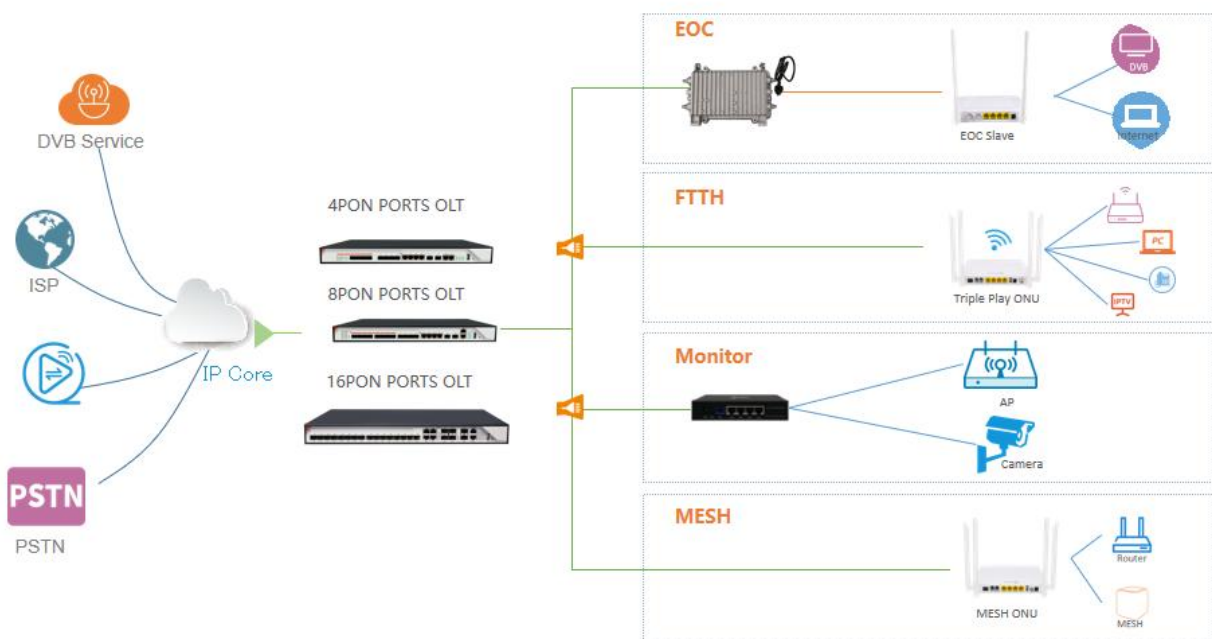 DVB Service
ISP
IP Core
PSTN
PSTN
4PON PORTS OLT
8PON PORTS OLT
16PON PORTS OLT
EOC
EOC Slave
DVB
Internet
FTTH
Triple Play ONU
PC
IPTV
Monitor
AP
Camera
MESH
MESH ONU
Router
MESH